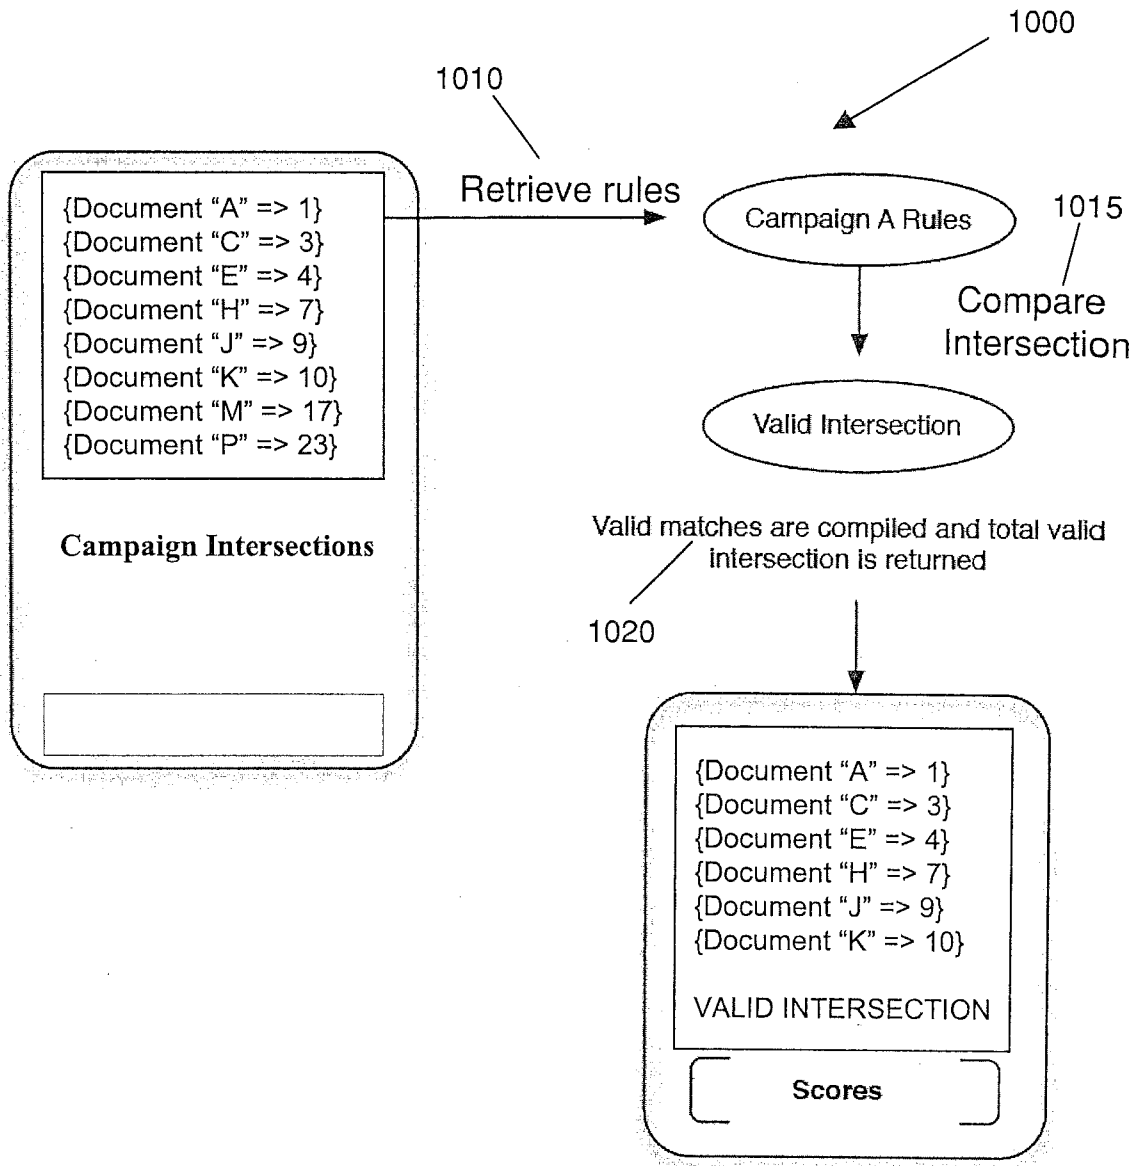 1000
1010
Retrieve rules
{Document “A” => 1}
{Document “C” => 3}
{Document “E” => 4}
{Document “H” => 7}
{Document “J” => 9}
{Document “K” => 10}
{Document “M” => 17}
{Document “P” => 23}
Campaign Intersections
Campaign A Rules
1015
Compare
Intersection
Valid Intersection
Valid matches are compiled and total valid
intersection is returned
1020
{Document “A” => 1}
{Document “C” => 3}
{Document “E” => 4}
{Document “H” => 7}
{Document “J” => 9}
{Document “K” => 10}
VALID INTERSECTION
Scores